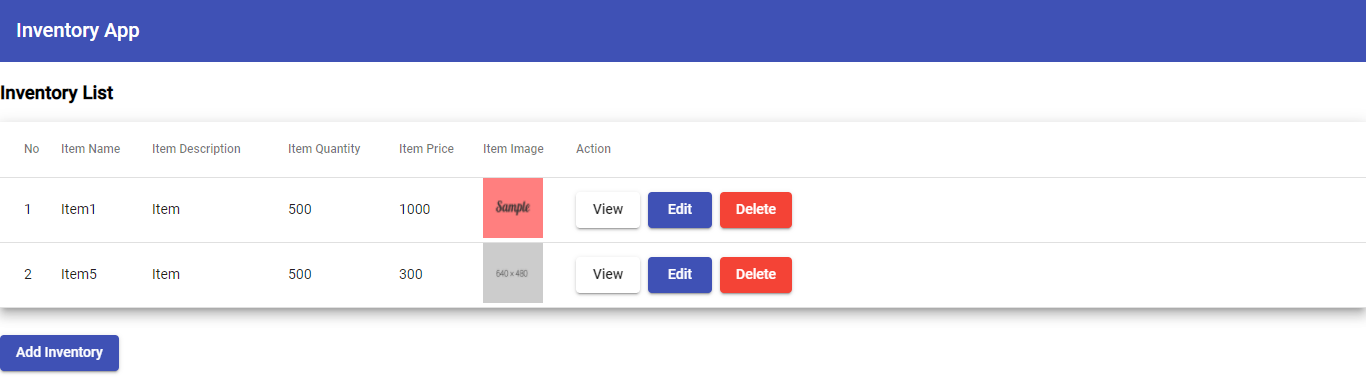 Inventory App
Inventory List
No Item Name Item Description Item Quantity Item Price Item Image Action
1 Item1 Item 500 1000 Sample View Edit Delete
2 Item5 Item 500 300 640 × 480 View Edit Delete
Add Inventory